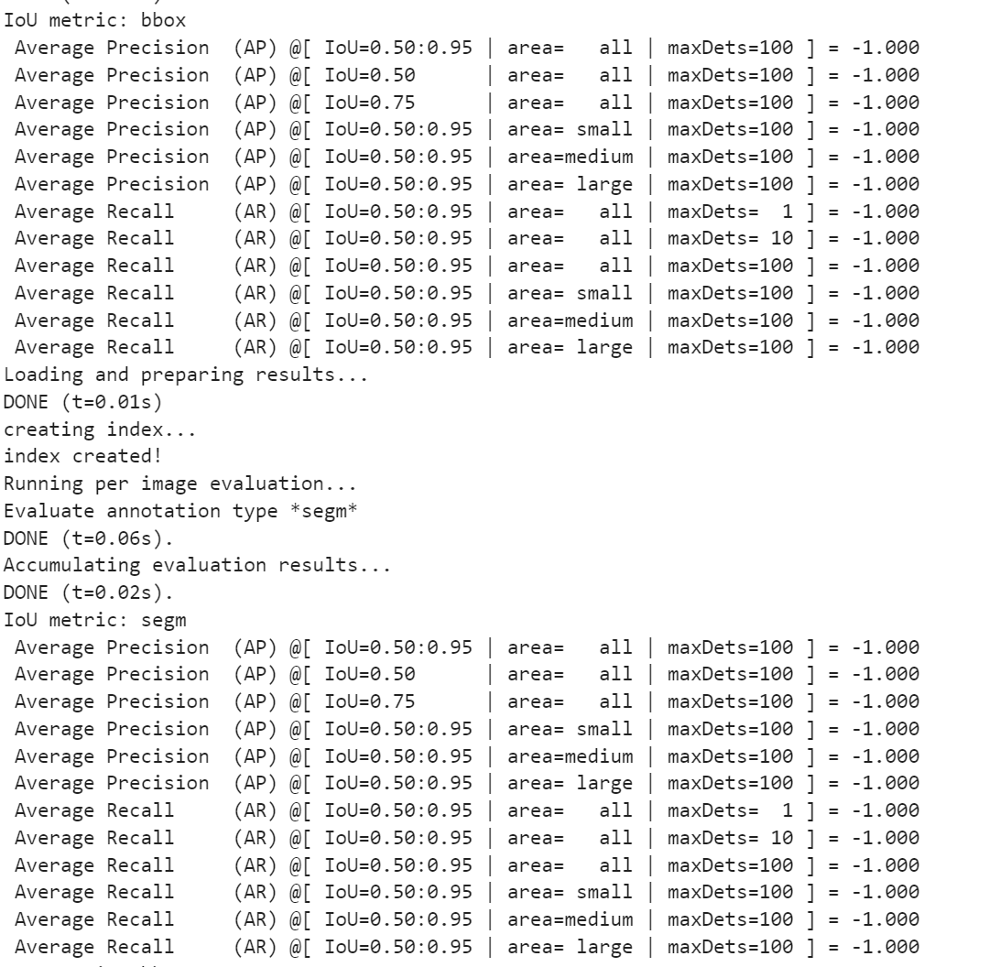 IoU metric: bbox
 Average Precision  (AP) @[ IoU=0.50:0.95 | area=   all | maxDets=100 ] = -1.000
 Average Precision  (AP) @[ IoU=0.50      | area=   all | maxDets=100 ] = -1.000
 Average Precision  (AP) @[ IoU=0.75      | area=   all | maxDets=100 ] = -1.000
 Average Precision  (AP) @[ IoU=0.50:0.95 | area= small | maxDets=100 ] = -1.000
 Average Precision  (AP) @[ IoU=0.50:0.95 | area=medium | maxDets=100 ] = -1.000
 Average Precision  (AP) @[ IoU=0.50:0.95 | area= large | maxDets=100 ] = -1.000
 Average Recall     (AR) @[ IoU=0.50:0.95 | area=   all | maxDets=  1 ] = -1.000
 Average Recall     (AR) @[ IoU=0.50:0.95 | area=   all | maxDets= 10 ] = -1.000
 Average Recall     (AR) @[ IoU=0.50:0.95 | area=   all | maxDets=100 ] = -1.000
 Average Recall     (AR) @[ IoU=0.50:0.95 | area= small | maxDets=100 ] = -1.000
 Average Recall     (AR) @[ IoU=0.50:0.95 | area=medium | maxDets=100 ] = -1.000
 Average Recall     (AR) @[ IoU=0.50:0.95 | area= large | maxDets=100 ] = -1.000
Loading and preparing results...
DONE (t=0.01s)
creating index...
index created!
Running per image evaluation...
Evaluate annotation type *segm*
DONE (t=0.06s).
Accumulating evaluation results...
DONE (t=0.02s).
IoU metric: segm
 Average Precision  (AP) @[ IoU=0.50:0.95 | area=   all | maxDets=100 ] = -1.000
 Average Precision  (AP) @[ IoU=0.50      | area=   all | maxDets=100 ] = -1.000
 Average Precision  (AP) @[ IoU=0.75      | area=   all | maxDets=100 ] = -1.000
 Average Precision  (AP) @[ IoU=0.50:0.95 | area= small | maxDets=100 ] = -1.000
 Average Precision  (AP) @[ IoU=0.50:0.95 | area=medium | maxDets=100 ] = -1.000
 Average Precision  (AP) @[ IoU=0.50:0.95 | area= large | maxDets=100 ] = -1.000
 Average Recall     (AR) @[ IoU=0.50:0.95 | area=   all | maxDets=  1 ] = -1.000
 Average Recall     (AR) @[ IoU=0.50:0.95 | area=   all | maxDets= 10 ] = -1.000
 Average Recall     (AR) @[ IoU=0.50:0.95 | area=   all | maxDets=100 ] = -1.000
 Average Recall     (AR) @[ IoU=0.50:0.95 | area= small | maxDets=100 ] = -1.000
 Average Recall     (AR) @[ IoU=0.50:0.95 | area=medium | maxDets=100 ] = -1.000
 Average Recall     (AR) @[ IoU=0.50:0.95 | area= large | maxDets=100 ] = -1.000